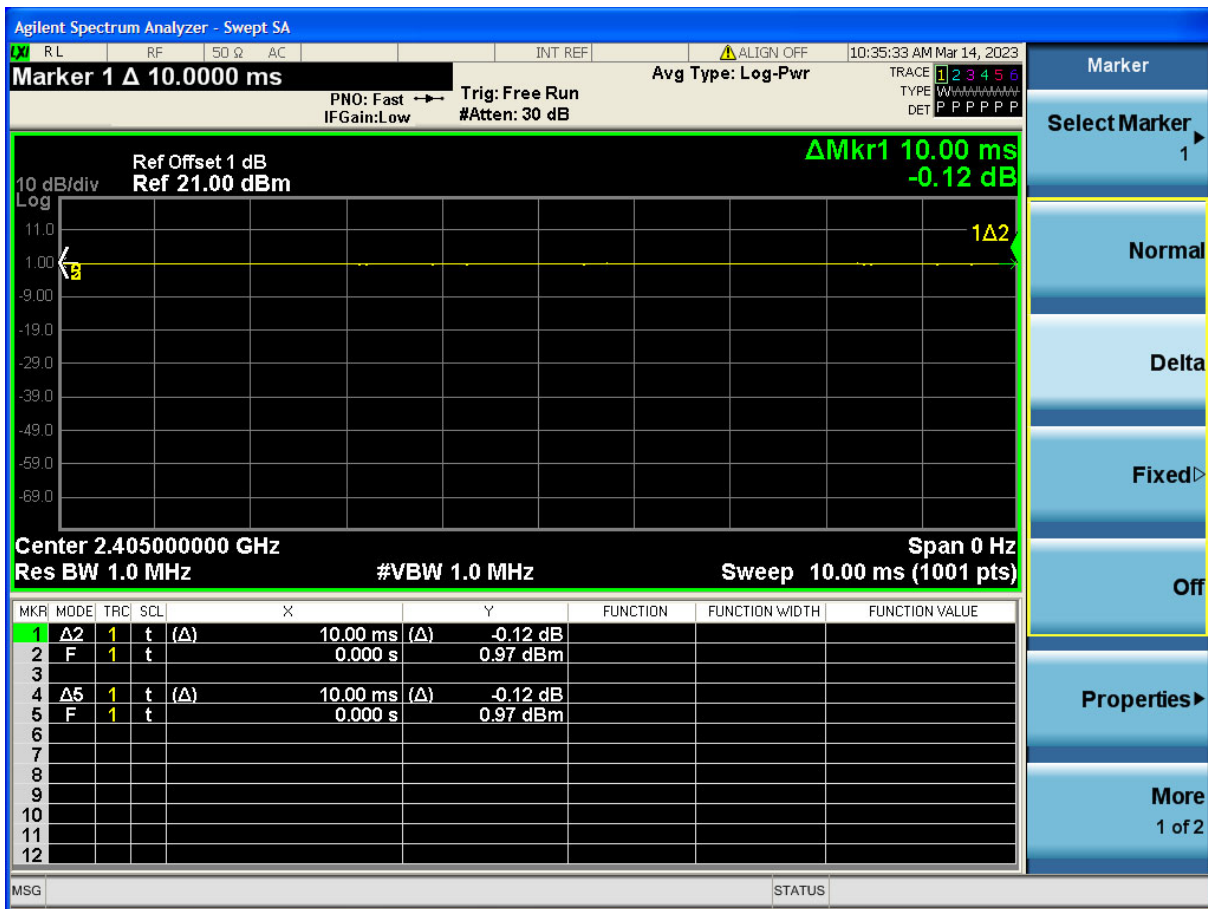 Agilent Spectrum Analyzer - Swept SA
LXI RL RF 50 Ω AC INT REF ALIGN OFF 10:35:33 AM Mar 14, 2023
Marker 1 Δ 10.0000 ms
PNO: Fast
IFGain:Low
Trig: Free Run
#Atten: 30 dB
Avg Type: Log-Pwr
TRACE 1 2 3 4 5 6
TYPE
DET P P P P P P
ΔMkr1 10.00 ms
-0.12 dB
Ref Offset 1 dB
10 dB/div Ref 21.00 dBm
Log
11.0
1.00
-9.00
-19.0
-29.0
-39.0
-49.0
-59.0
-69.0
1Δ2
Center 2.405000000 GHz Span 0 Hz
Res BW 1.0 MHz #VBW 1.0 MHz Sweep 10.00 ms (1001 pts)
MKR MODE TRC SCL X Y FUNCTION FUNCTION WIDTH FUNCTION VALUE
1 Δ2 1 t (Δ) 10.00 ms (Δ) -0.12 dB
2 F 1 t 0.000 s 0.97 dBm
3
4 Δ5 1 t (Δ) 10.00 ms (Δ) -0.12 dB
5 F 1 t 0.000 s 0.97 dBm
6
7
8
9
10
11
12
MSG STATUS
Marker
Select Marker
1
Normal
Delta
Fixed
Off
Properties
More
1 of 2